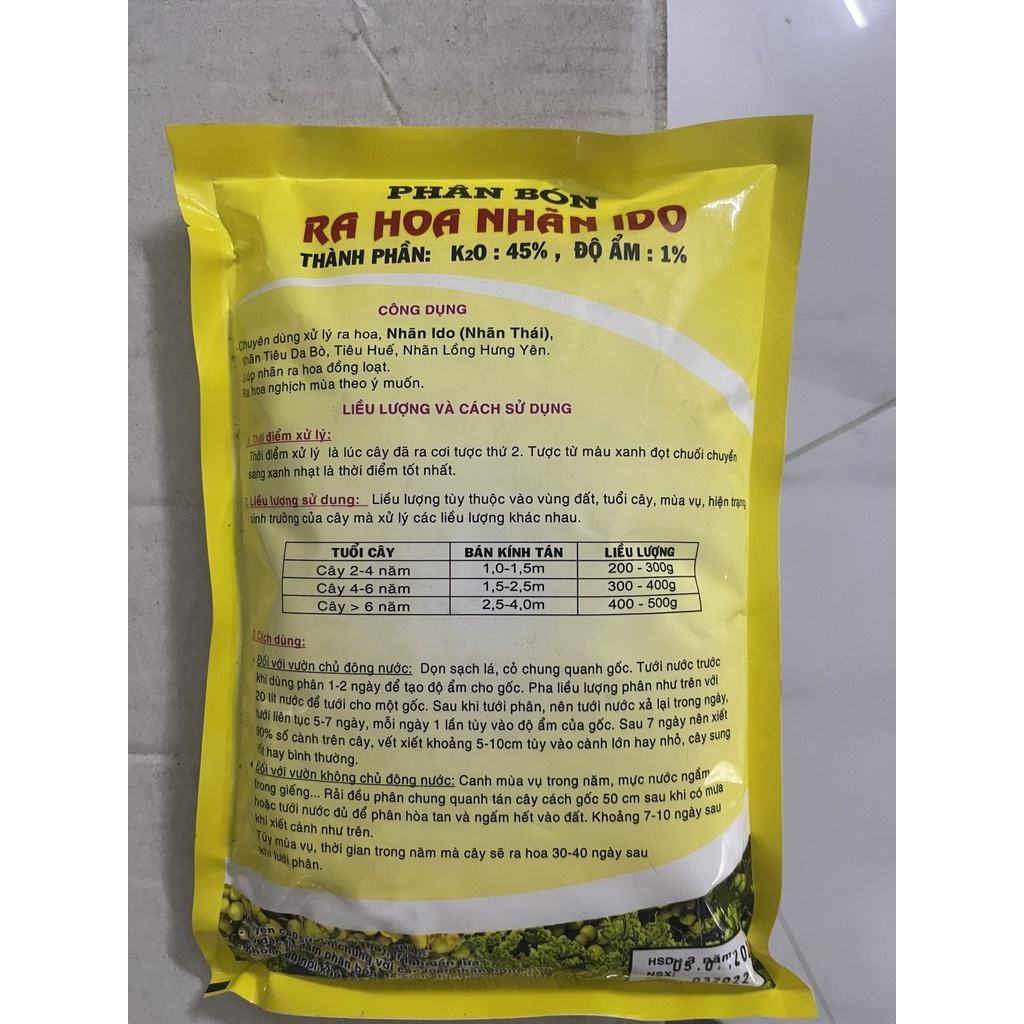 PHÂN BÓN
RA HOA NHÃN IDO
THÀNH PHẦN: K2O : 45% , ĐỘ ẨM : 1%
CÔNG DỤNG
-Chuyên dùng xử lý ra hoa, Nhãn Ido (Nhãn Thái),
Nhãn Tiêu Da Bò, Tiêu Huế, Nhãn Lồng Hưng Yên.
-Giúp nhãn ra hoa đồng loạt.
-Ra hoa nghịch mùa theo ý muốn.
LIỀU LƯỢNG VÀ CÁCH SỬ DỤNG
1. Thời điểm xử lý:
Thời điểm xử lý là lúc cây đã ra cơi tược thứ 2. Tược từ màu xanh đọt chuối chuyển
sang xanh nhạt là thời điểm tốt nhất.
2. Liều lượng sử dụng: Liều lượng tùy thuộc vào vùng đất, tuổi cây, mùa vụ, hiện trạng
sinh trưởng của cây mà xử lý các liều lượng khác nhau.
TUỔI CÂY BÁN KÍNH TÁN LIỀU LƯỢNG
Cây 2-4 năm 1,0-1,5m 200 - 300g
Cây 4-6 năm 1,5-2,5m 300 - 400g
Cây > 6 năm 2,5-4,0m 400 - 500g
3. Cách dùng:
Đối với vườn chủ động nước: Dọn sạch lá, cỏ chung quanh gốc. Tưới nước trước
khi dùng phân 1-2 ngày để tạo độ ẩm cho gốc. Pha liều lượng phân như trên với
20 lít nước để tưới cho một gốc. Sau khi tưới phân, nên tưới nước xả lại trong ngày,
tưới liên tục 5-7 ngày, mỗi ngày 1 lần tùy vào độ ẩm của gốc. Sau 7 ngày nên xiết
90% số cành trên cây, vết xiết khoảng 5-10cm tùy vào cành lớn hay nhỏ, cây sung
tốt hay bình thường.
• Đối với vườn không chủ động nước: Canh mùa vụ trong năm, mực nước ngầm
trong giếng... Rải đều phân chung quanh tán cây cách gốc 50 cm sau khi có mưa
hoặc tưới nước đủ để phân hòa tan và ngấm hết vào đất. Khoảng 7-10 ngày sau
khi xiết cành như trên.
Tùy mùa vụ, thời gian trong năm mà cây sẽ ra hoa 30-40 ngày sau
khi tưới phân.
chung với các
HSD: 3 năm
NSX: 05.0
032022